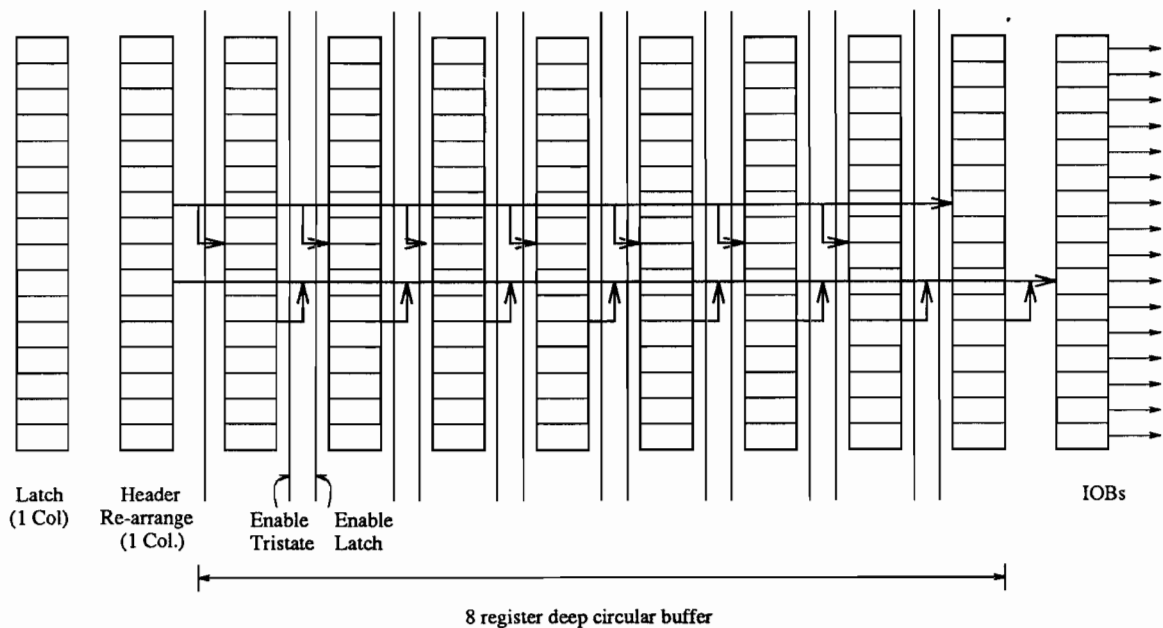 Latch
(1 Col)
Header
Re-arrange
(1 Col.)
Enable
Tristate
Enable
Latch
IOBs
8 register deep circular buffer